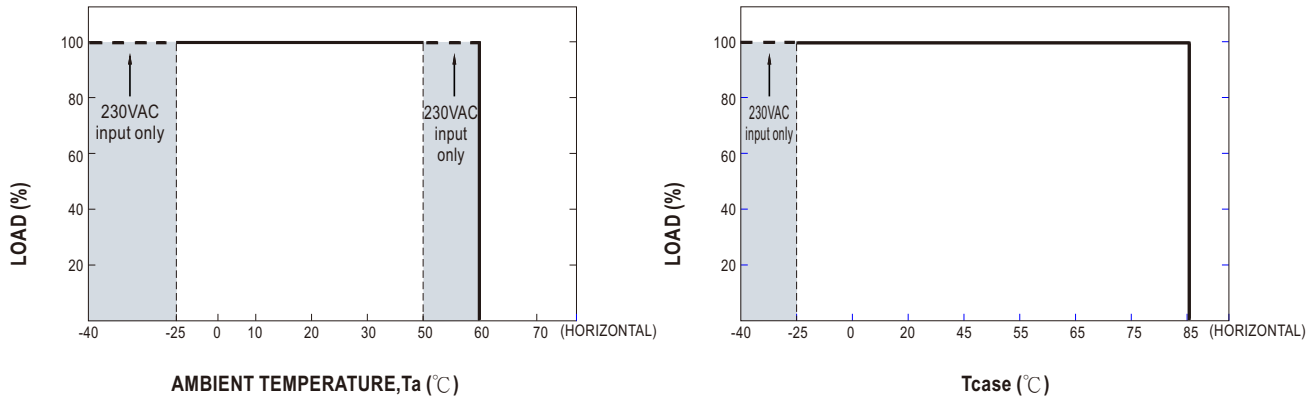 LOAD (%)
100
80
60
40
20
230VAC
input only
230VAC
input
only
-40
-25
0
10
20
30
50
60
70
(HORIZONTAL)
AMBIENT TEMPERATURE,Ta (℃)
LOAD (%)
100
80
60
40
20
230VAC
input only
-40
-25
0
20
45
55
65
75
85
(HORIZONTAL)
Tcase (℃)